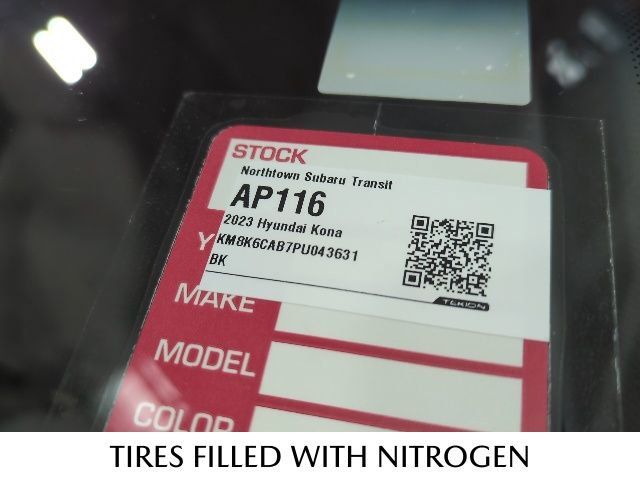 STOCK
Northtown Subaru Transit
AP116
2023 Hyundai Kona
Y
KM8K6CAB7PU043631
BK
TEKION
MAKE
MODEL
COLOR
TIRES FILLED WITH NITROGEN